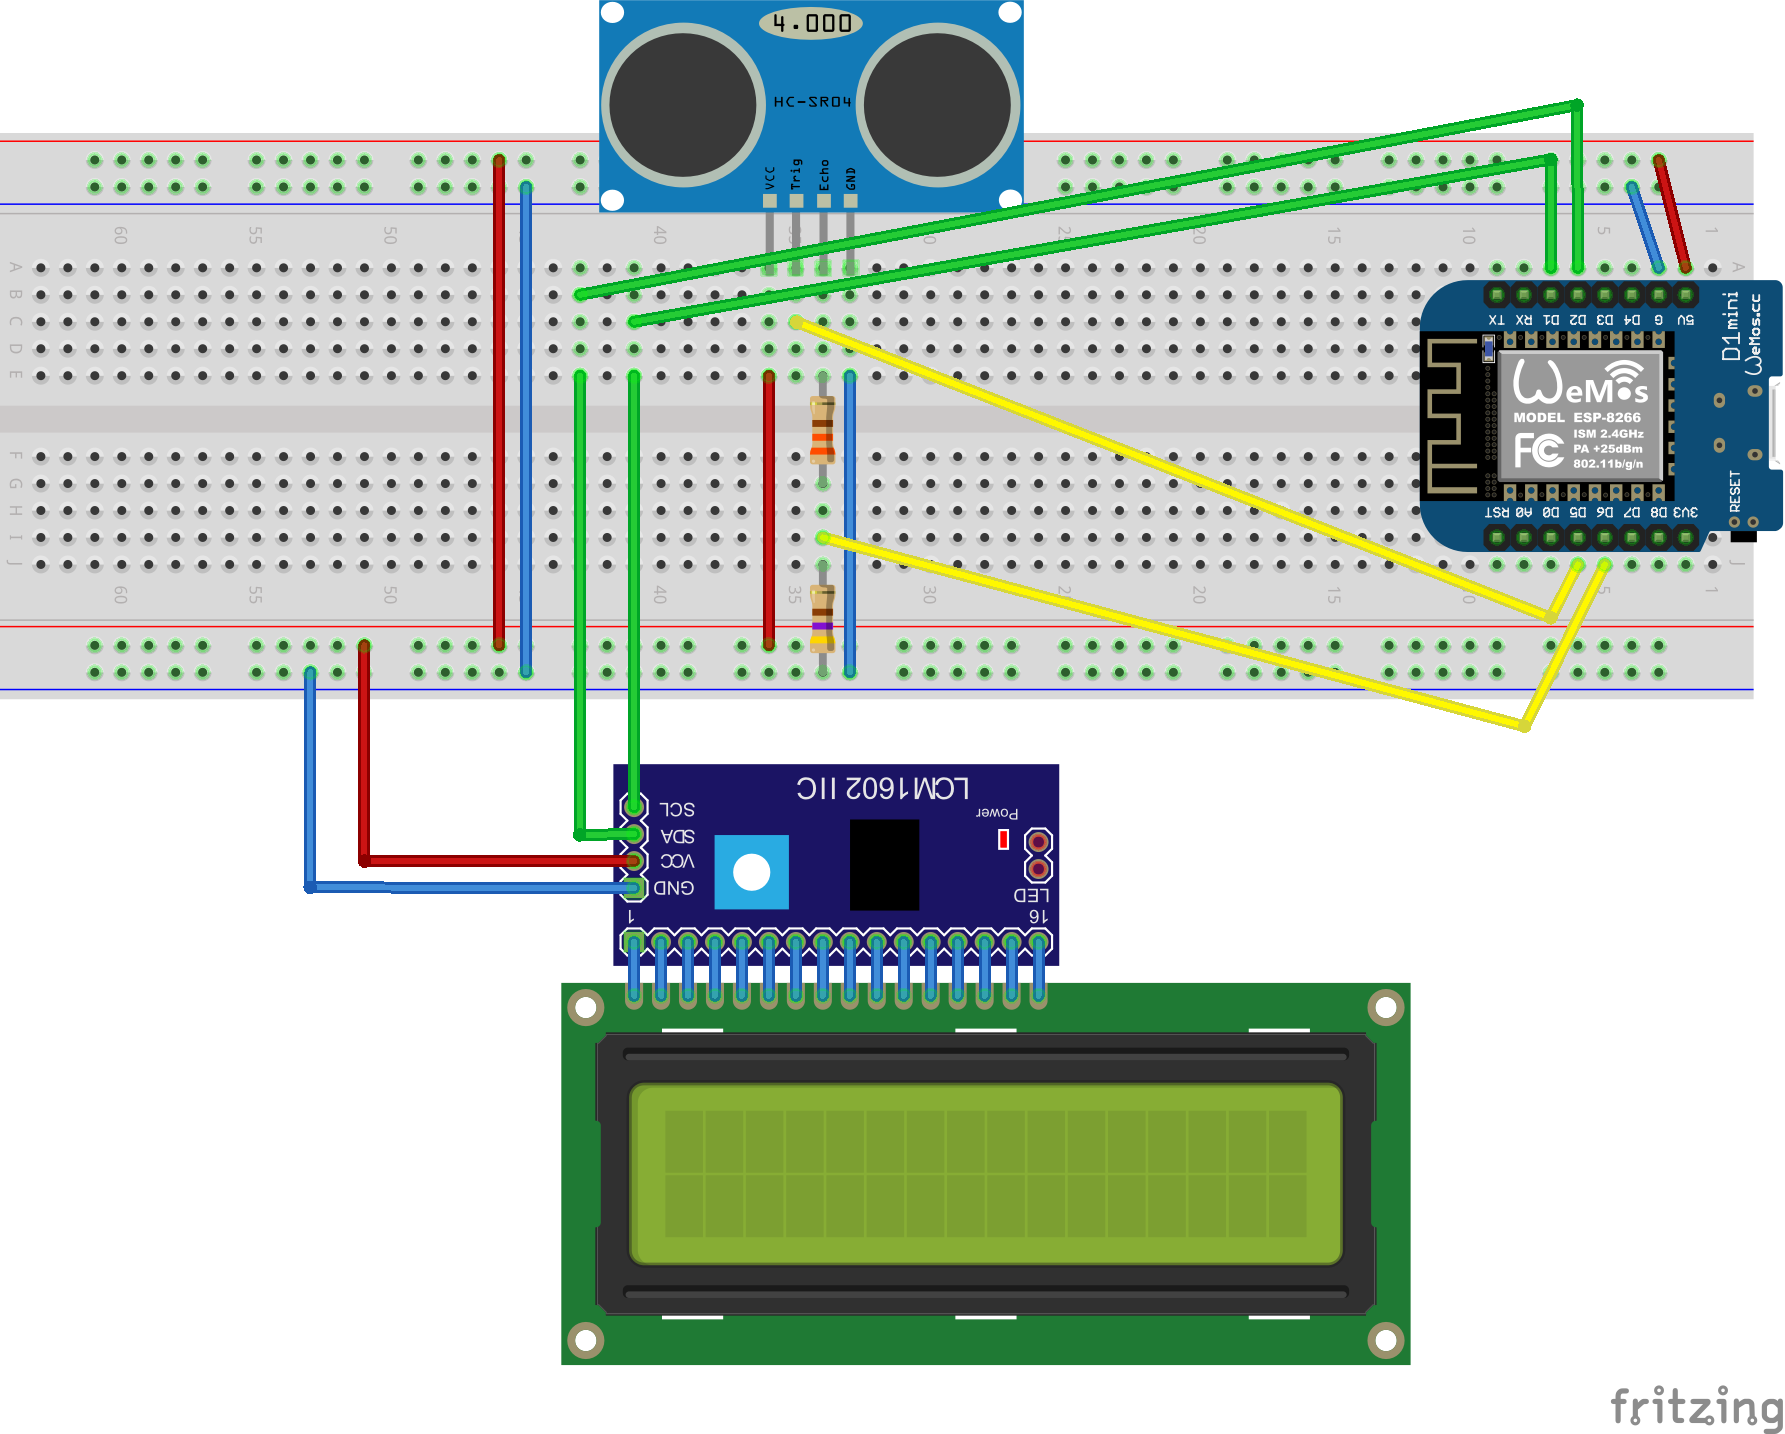 4.000
HC-SR04
VCC Trig Echo GND
60 55 50 40 35 30 25 20 15 10 5 1
A A
B
C
D
E
TX RX D1 D2 D3 D4 G 5V
D1_mini
WeMos.cc
WeMos
MODEL ESP-8266
ISM 2.4GHz
PA +25dBm
802.11b/g/n
FCC
RST A0 D0 D5 D6 D7 D8 3V3
RESET
F
G
H
I
J J
60 55 50 40 35 30 25 20 15 10 5 1
LCM1602 IIC
SCL
SDA
VCC
GND
Power
LED
1 16
fritzing